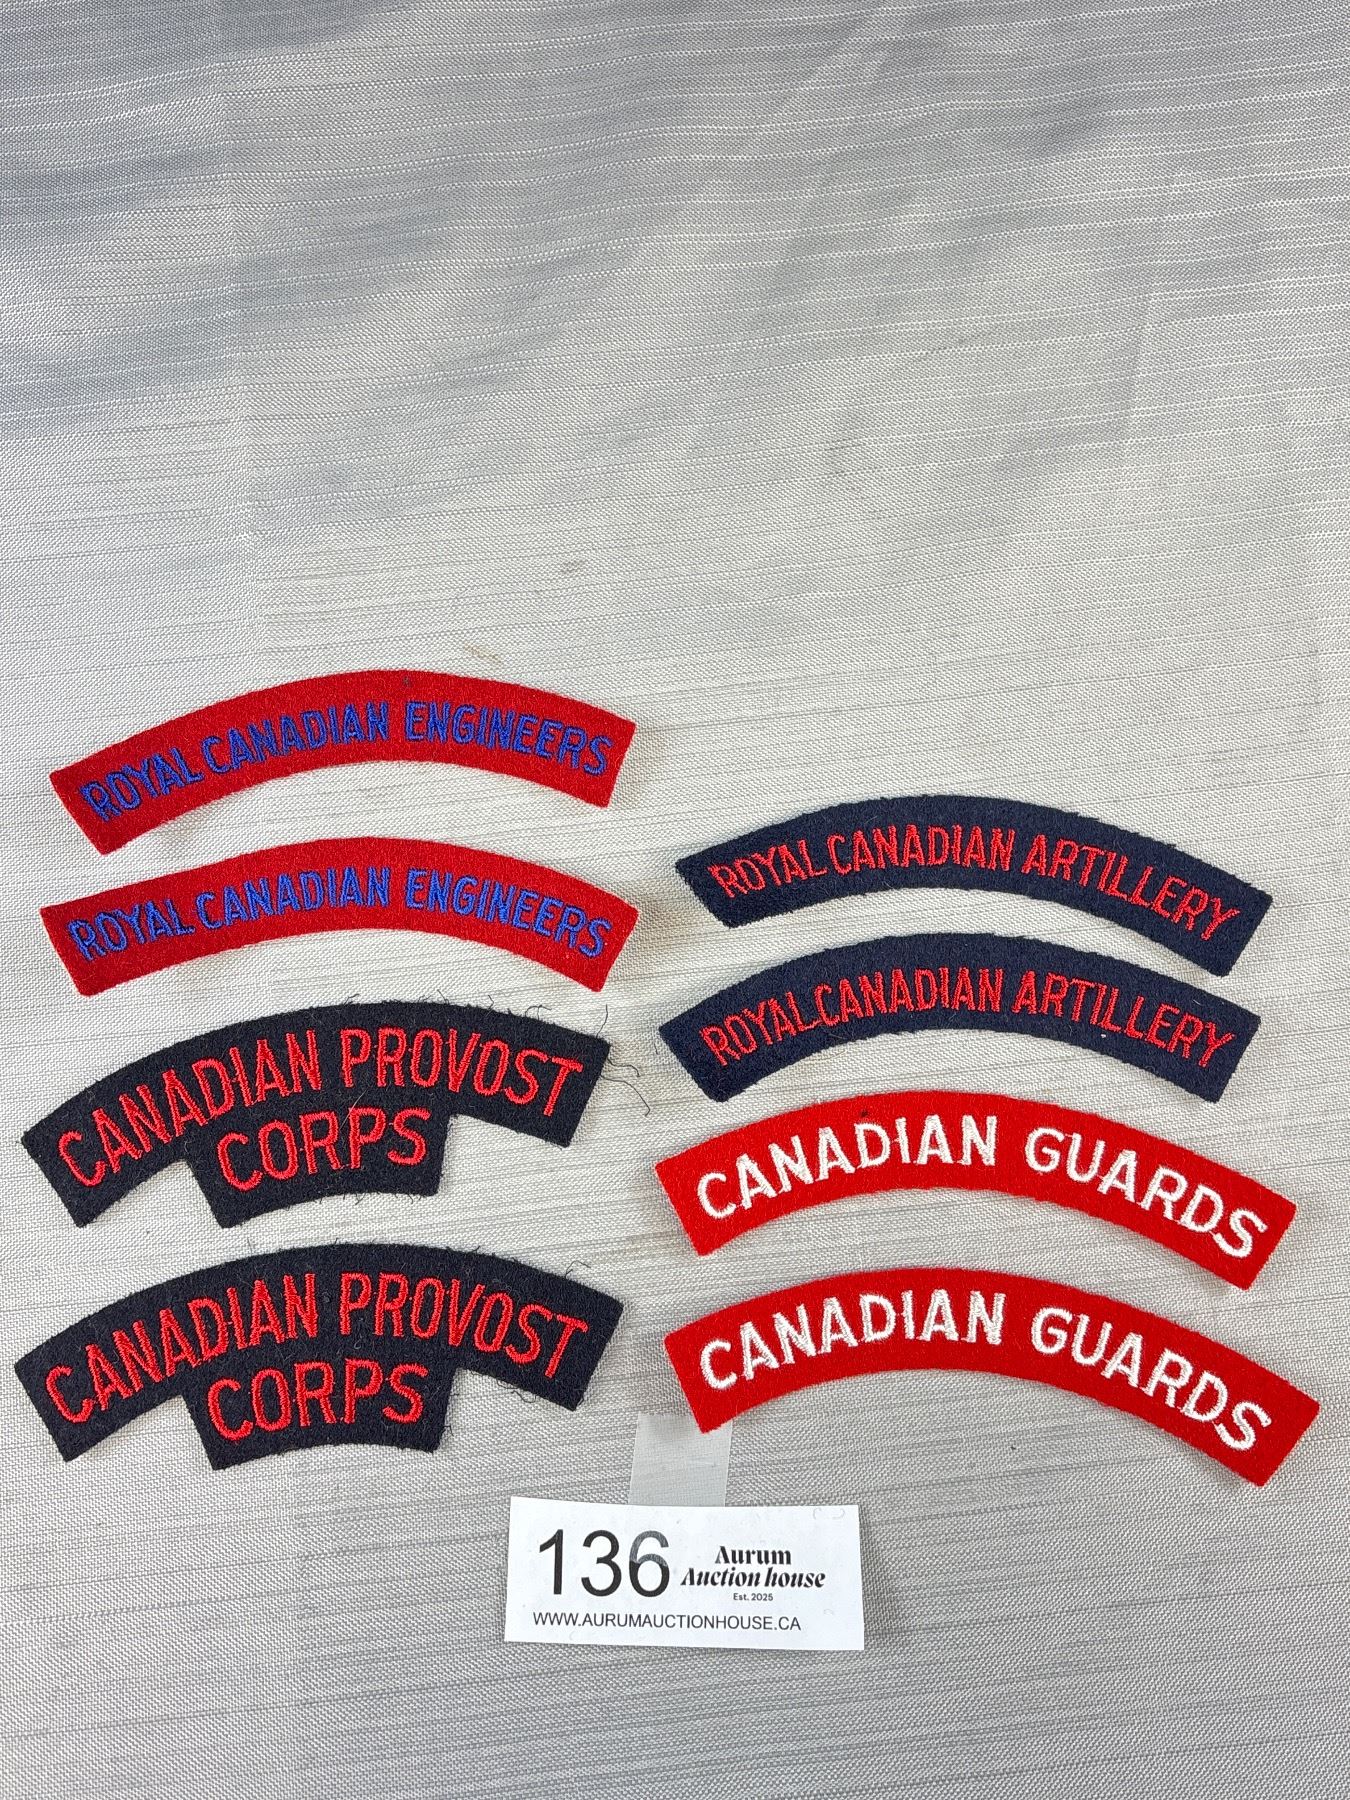 ROYAL CANADIAN ENGINEERS
ROYAL CANADIAN ENGINEERS
CANADIAN PROVOST
CORPS
CANADIAN PROVOST
CORPS
ROYAL CANADIAN ARTILLERY
ROYAL CANADIAN ARTILLERY
CANADIAN GUARDS
CANADIAN GUARDS
136
Aurum
Auction house
Est. 2025
WWW.AURUMAUCTIONHOUSE.CA